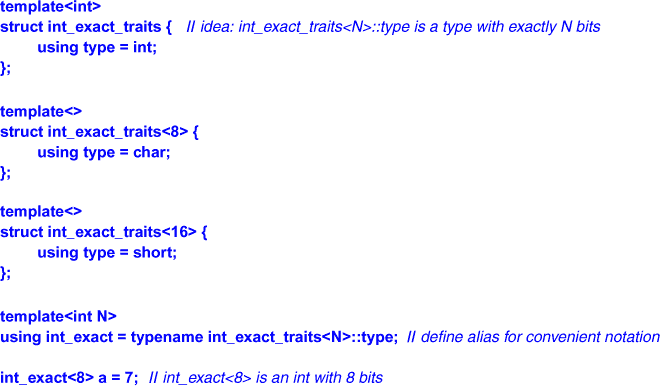 template<int>
struct int_exact_traits { // idea: int_exact_traits<N>::type is a type with exactly N bits
using type = int;
};
template<>
struct int_exact_traits<8> {
using type = char;
};
template<>
struct int_exact_traits<16> {
using type = short;
};
template<int N>
using int_exact = typename int_exact_traits<N>::type; // define alias for convenient notation
int_exact<8> a = 7; // int_exact<8> is an int with 8 bits